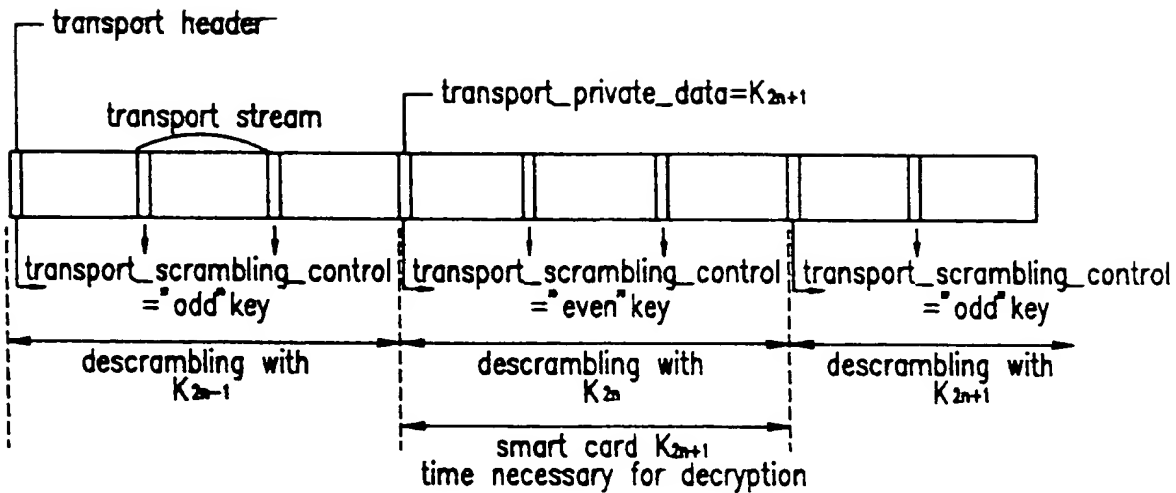 transport header
transport_private_data=K2n+1
transport stream
transport_scrambling_control
="odd" key
transport_scrambling_control
="even" key
transport_scrambling_control
="odd" key
descrambling with
K2n-1
descrambling with
K2n
descrambling with
K2n+1
smart card K2n+1
time necessary for decryption